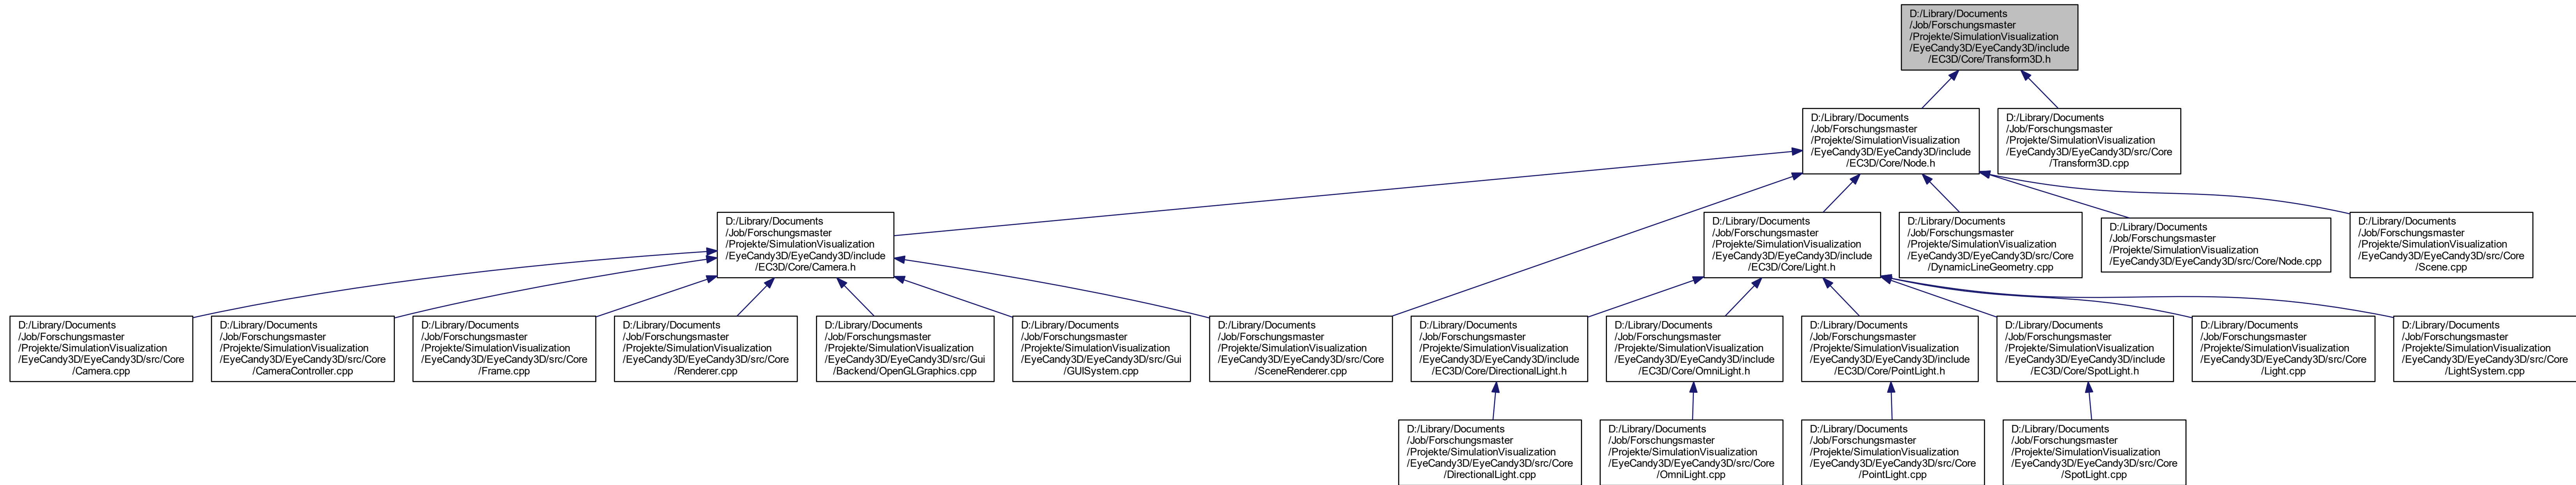 D:/Library/Documents
/Job/Forschungsmaster
/Projekte/SimulationVisualization
/EyeCandy3D/EyeCandy3D/include
/EC3D/Core/Transform3D.h
D:/Library/Documents
/Job/Forschungsmaster
/Projekte/SimulationVisualization
/EyeCandy3D/EyeCandy3D/include
/EC3D/Core/Node.h
D:/Library/Documents
/Job/Forschungsmaster
/Projekte/SimulationVisualization
/EyeCandy3D/EyeCandy3D/src/Core
/Transform3D.cpp
D:/Library/Documents
/Job/Forschungsmaster
/Projekte/SimulationVisualization
/EyeCandy3D/EyeCandy3D/include
/EC3D/Core/Camera.h
D:/Library/Documents
/Job/Forschungsmaster
/Projekte/SimulationVisualization
/EyeCandy3D/EyeCandy3D/include
/EC3D/Core/Light.h
D:/Library/Documents
/Job/Forschungsmaster
/Projekte/SimulationVisualization
/EyeCandy3D/EyeCandy3D/src/Core
/DynamicLineGeometry.cpp
D:/Library/Documents
/Job/Forschungsmaster
/Projekte/SimulationVisualization
/EyeCandy3D/EyeCandy3D/src/Core/Node.cpp
D:/Library/Documents
/Job/Forschungsmaster
/Projekte/SimulationVisualization
/EyeCandy3D/EyeCandy3D/src/Core
/Scene.cpp
D:/Library/Documents
/Job/Forschungsmaster
/Projekte/SimulationVisualization
/EyeCandy3D/EyeCandy3D/src/Core
/Camera.cpp
D:/Library/Documents
/Job/Forschungsmaster
/Projekte/SimulationVisualization
/EyeCandy3D/EyeCandy3D/src/Core
/CameraController.cpp
D:/Library/Documents
/Job/Forschungsmaster
/Projekte/SimulationVisualization
/EyeCandy3D/EyeCandy3D/src/Core
/Frame.cpp
D:/Library/Documents
/Job/Forschungsmaster
/Projekte/SimulationVisualization
/EyeCandy3D/EyeCandy3D/src/Core
/Renderer.cpp
D:/Library/Documents
/Job/Forschungsmaster
/Projekte/SimulationVisualization
/EyeCandy3D/EyeCandy3D/src/Gui
/Backend/OpenGLGraphics.cpp
D:/Library/Documents
/Job/Forschungsmaster
/Projekte/SimulationVisualization
/EyeCandy3D/EyeCandy3D/src/Gui
/GUISystem.cpp
D:/Library/Documents
/Job/Forschungsmaster
/Projekte/SimulationVisualization
/EyeCandy3D/EyeCandy3D/src/Core
/SceneRenderer.cpp
D:/Library/Documents
/Job/Forschungsmaster
/Projekte/SimulationVisualization
/EyeCandy3D/EyeCandy3D/include
/EC3D/Core/DirectionalLight.h
D:/Library/Documents
/Job/Forschungsmaster
/Projekte/SimulationVisualization
/EyeCandy3D/EyeCandy3D/include
/EC3D/Core/OmniLight.h
D:/Library/Documents
/Job/Forschungsmaster
/Projekte/SimulationVisualization
/EyeCandy3D/EyeCandy3D/include
/EC3D/Core/PointLight.h
D:/Library/Documents
/Job/Forschungsmaster
/Projekte/SimulationVisualization
/EyeCandy3D/EyeCandy3D/include
/EC3D/Core/SpotLight.h
D:/Library/Documents
/Job/Forschungsmaster
/Projekte/SimulationVisualization
/EyeCandy3D/EyeCandy3D/src/Core
/Light.cpp
D:/Library/Documents
/Job/Forschungsmaster
/Projekte/SimulationVisualization
/EyeCandy3D/EyeCandy3D/src/Core
/LightSystem.cpp
D:/Library/Documents
/Job/Forschungsmaster
/Projekte/SimulationVisualization
/EyeCandy3D/EyeCandy3D/src/Core
/DirectionalLight.cpp
D:/Library/Documents
/Job/Forschungsmaster
/Projekte/SimulationVisualization
/EyeCandy3D/EyeCandy3D/src/Core
/OmniLight.cpp
D:/Library/Documents
/Job/Forschungsmaster
/Projekte/SimulationVisualization
/EyeCandy3D/EyeCandy3D/src/Core
/PointLight.cpp
D:/Library/Documents
/Job/Forschungsmaster
/Projekte/SimulationVisualization
/EyeCandy3D/EyeCandy3D/src/Core
/SpotLight.cpp